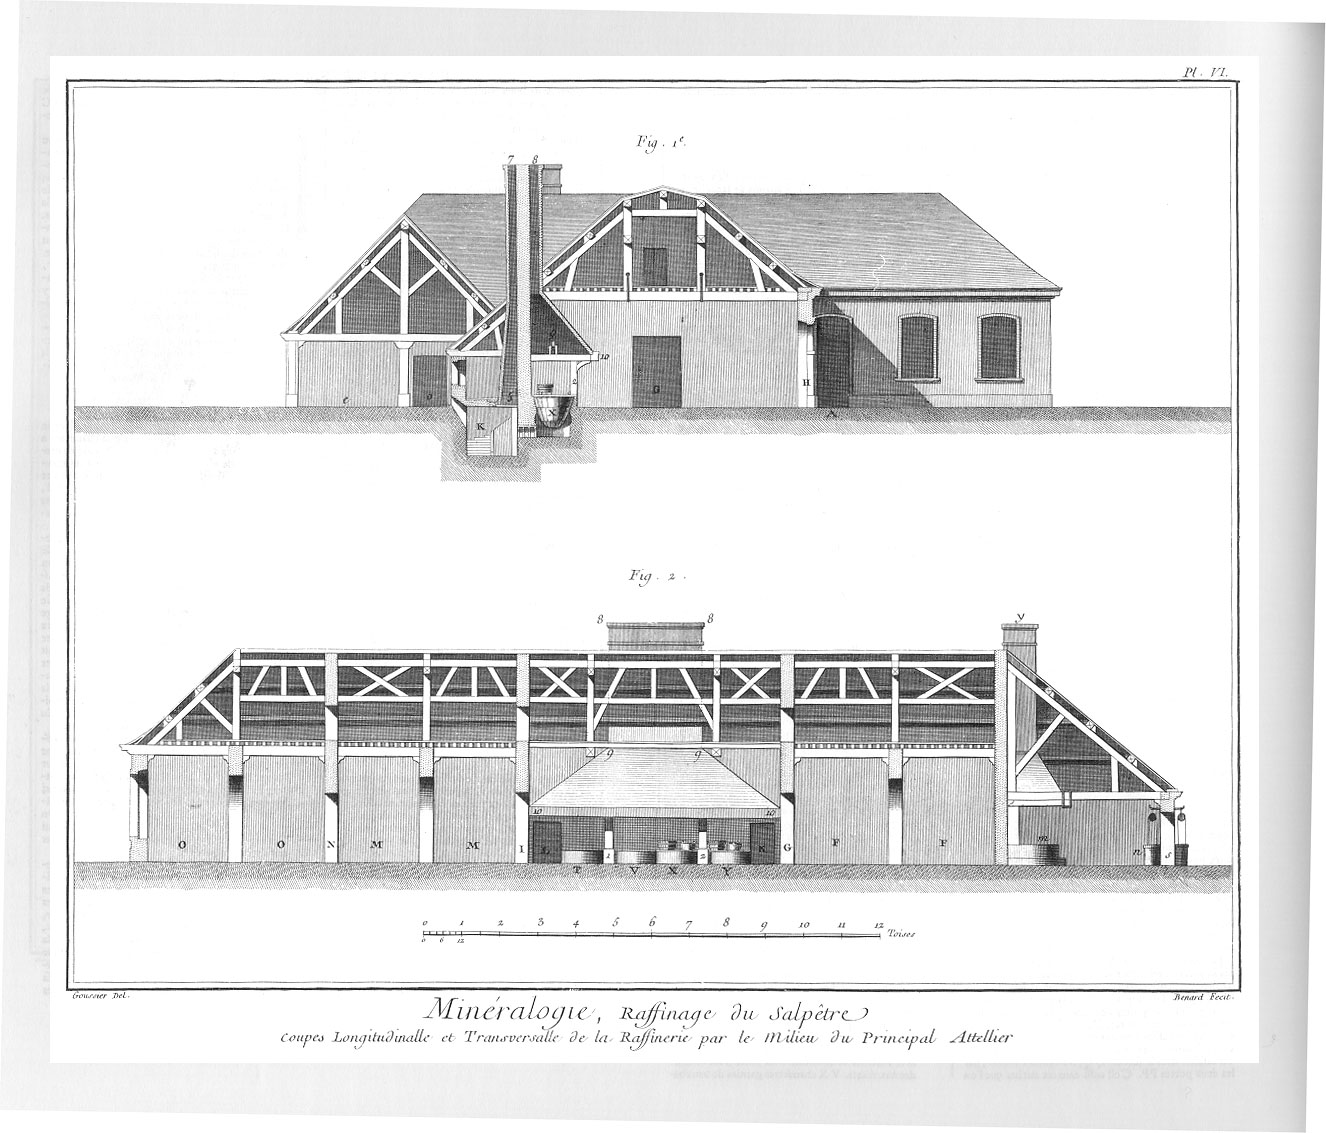 Pl. VI.
Fig. 1e.
7 8
9
10
1
2
e o 5 X G H
K A
Fig. 2.
8 8 y
9 9
10 10
O O N M M I L 1 2 K G F F m n s
T V X Y
0 1 2 3 4 5 6 7 8 9 10 11 12 Toises
0 6 12
Goussier Del. Benard Fecit.
Minéralogie, Raffinage du Salpêtre
Coupes Longitudinalle et Transversalle de la Raffinerie par le Milieu du Principal Attellier